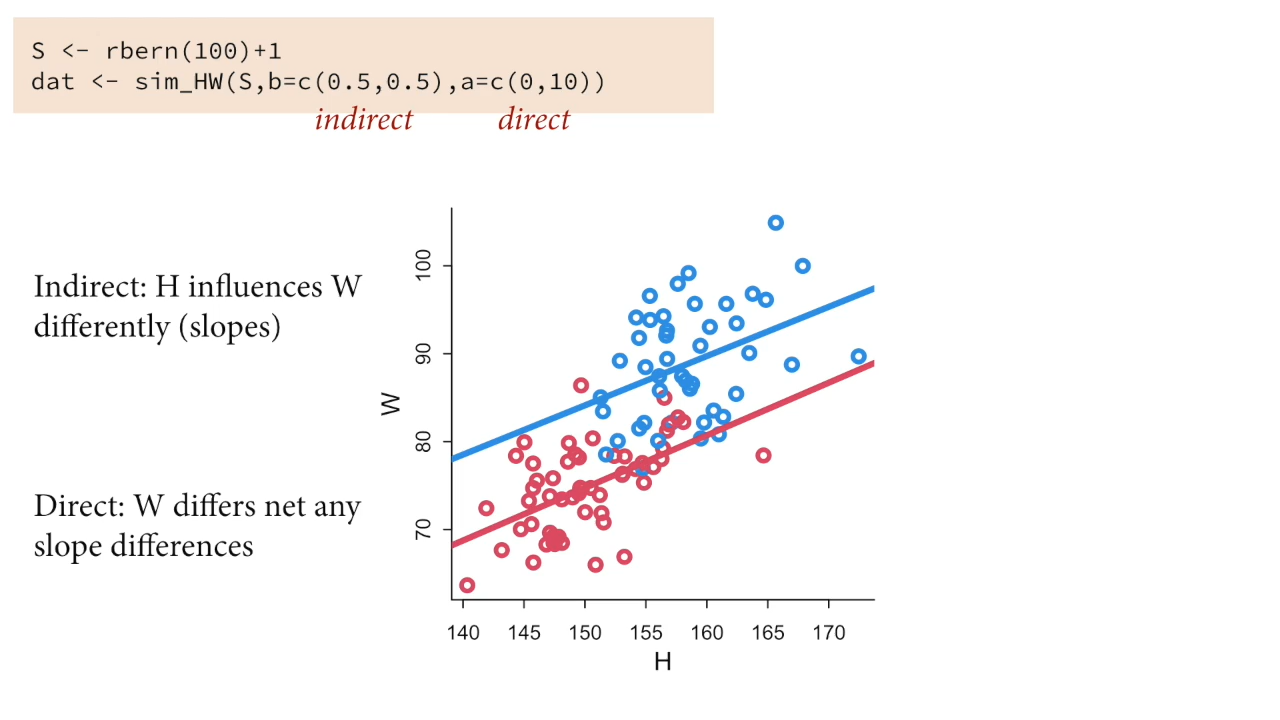 S <- rbern(100)+1
dat <- sim_HW(S,b=c(0.5,0.5),a=c(0,10))
indirect direct
Indirect: H influences W
differently (slopes)
Direct: W differs net any
slope differences
W
100
90
80
70
140 145 150 155 160 165 170
H